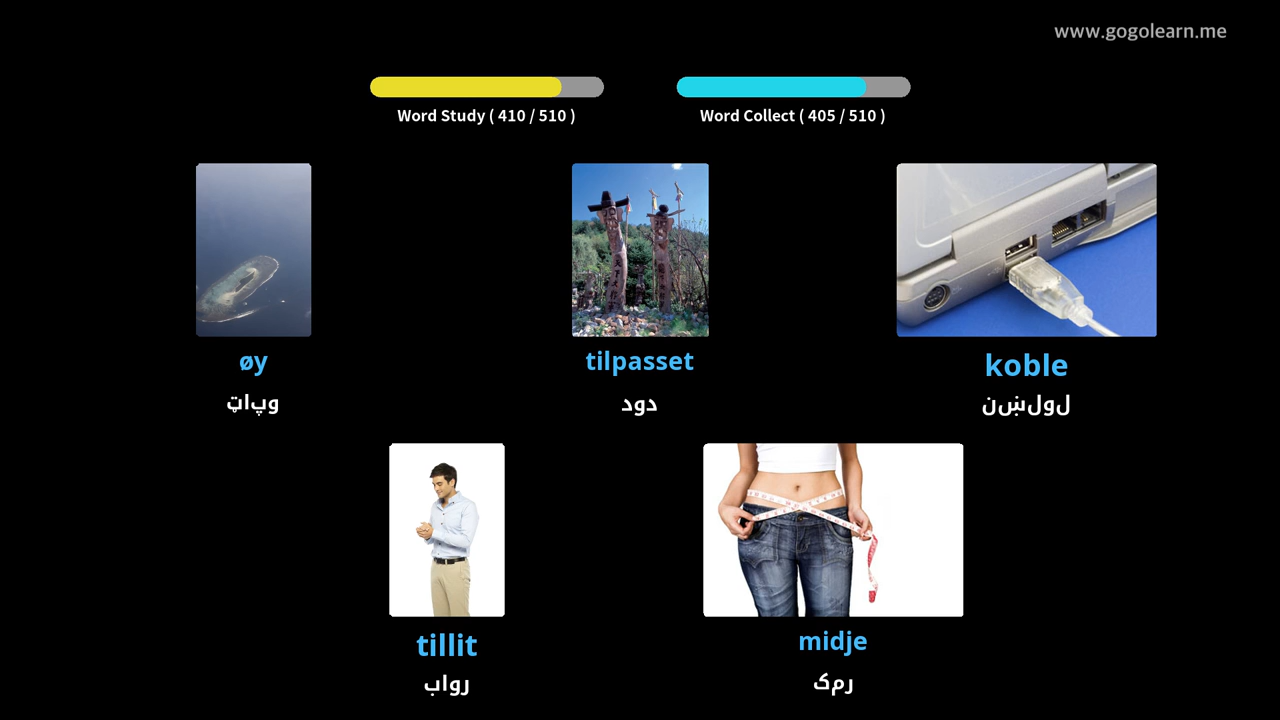 www.gogolearn.me
Word Study ( 410 / 510 )
Word Collect ( 405 / 510 )
øy
وپاټ
tilpasset
دود
koble
لولښن
tillit
رواب
midje
رمک